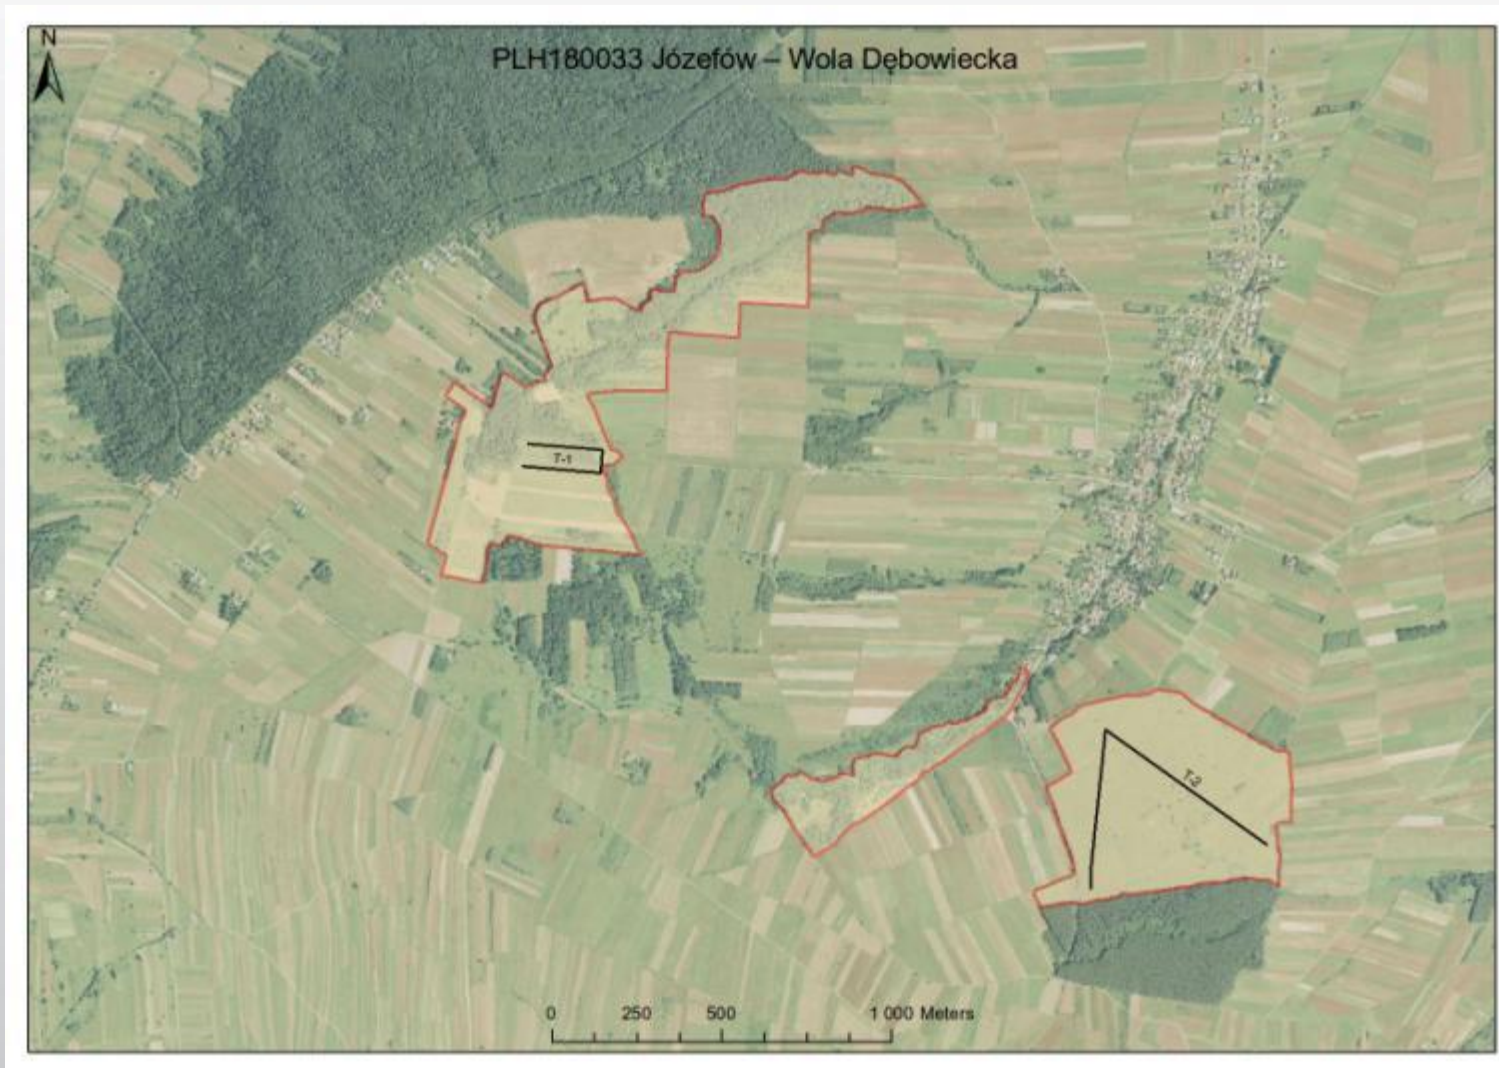 N
PLH180033 Józefów – Wola Dębowiecka
T-1
T-2
0 250 500 1 000 Meters